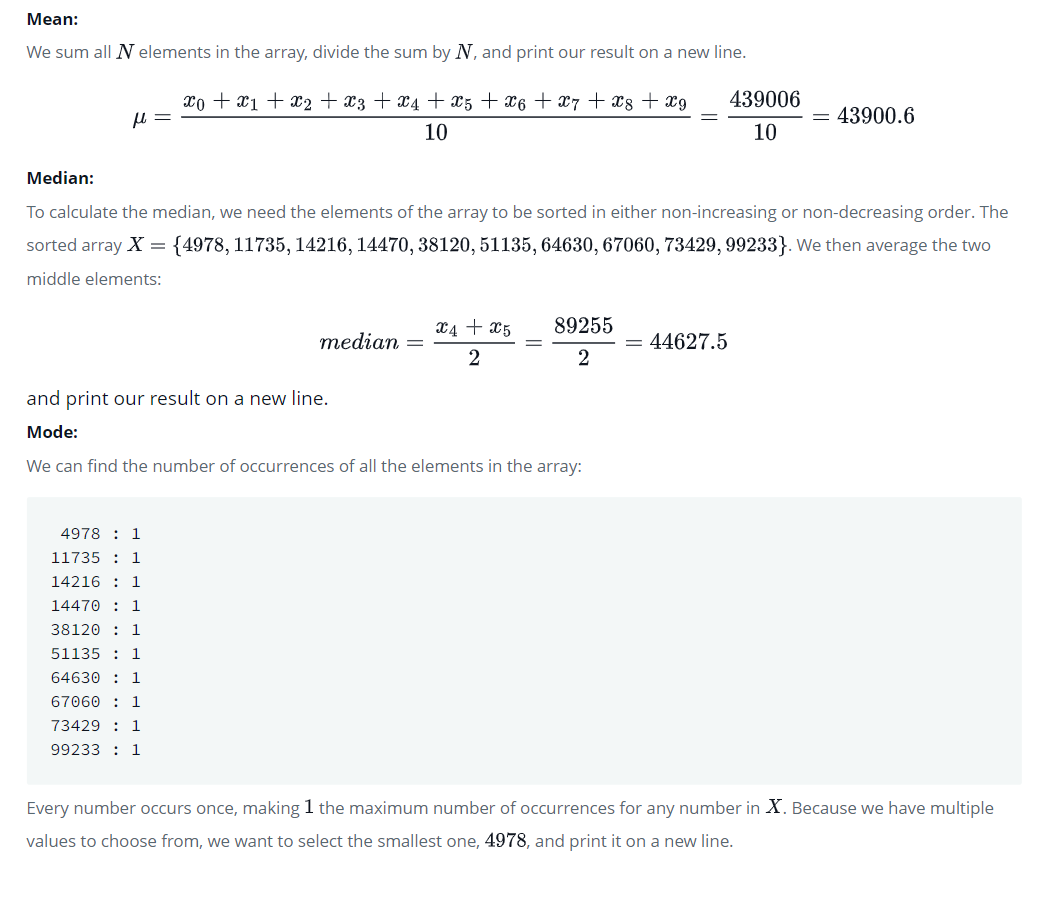 Mean:
We sum all N elements in the array, divide the sum by N, and print our result on a new line.
μ = \frac{x_0 + x_1 + x_2 + x_3 + x_4 + x_5 + x_6 + x_7 + x_8 + x_9}{10} = \frac{439006}{10} = 43900.6
Median:
To calculate the median, we need the elements of the array to be sorted in either non-increasing or non-decreasing order. The
sorted array X = {4978, 11735, 14216, 14470, 38120, 51135, 64630, 67060, 73429, 99233}. We then average the two
middle elements:
median = \frac{x_4 + x_5}{2} = \frac{89255}{2} = 44627.5
and print our result on a new line.
Mode:
We can find the number of occurrences of all the elements in the array:
4978 : 1
11735 : 1
14216 : 1
14470 : 1
38120 : 1
51135 : 1
64630 : 1
67060 : 1
73429 : 1
99233 : 1
Every number occurs once, making 1 the maximum number of occurrences for any number in X. Because we have multiple
values to choose from, we want to select the smallest one, 4978, and print it on a new line.